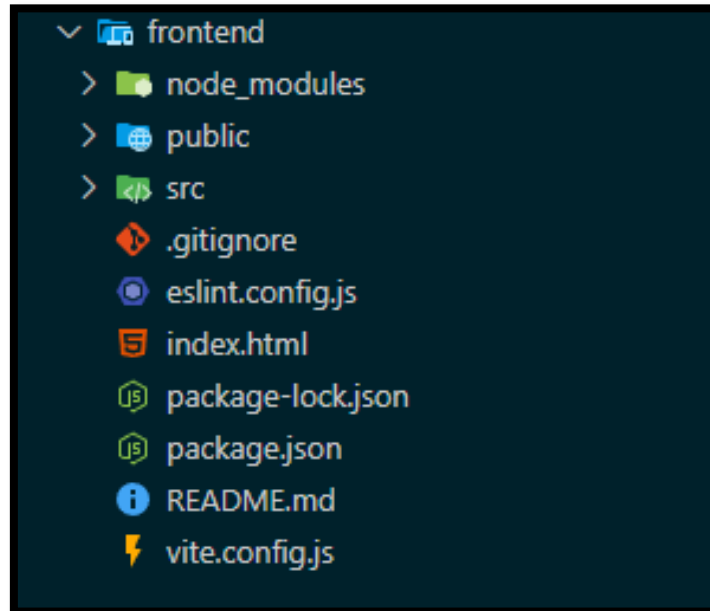 frontend
node_modules
public
src
.gitignore
eslint.config.js
index.html
package-lock.json
package.json
README.md
vite.config.js